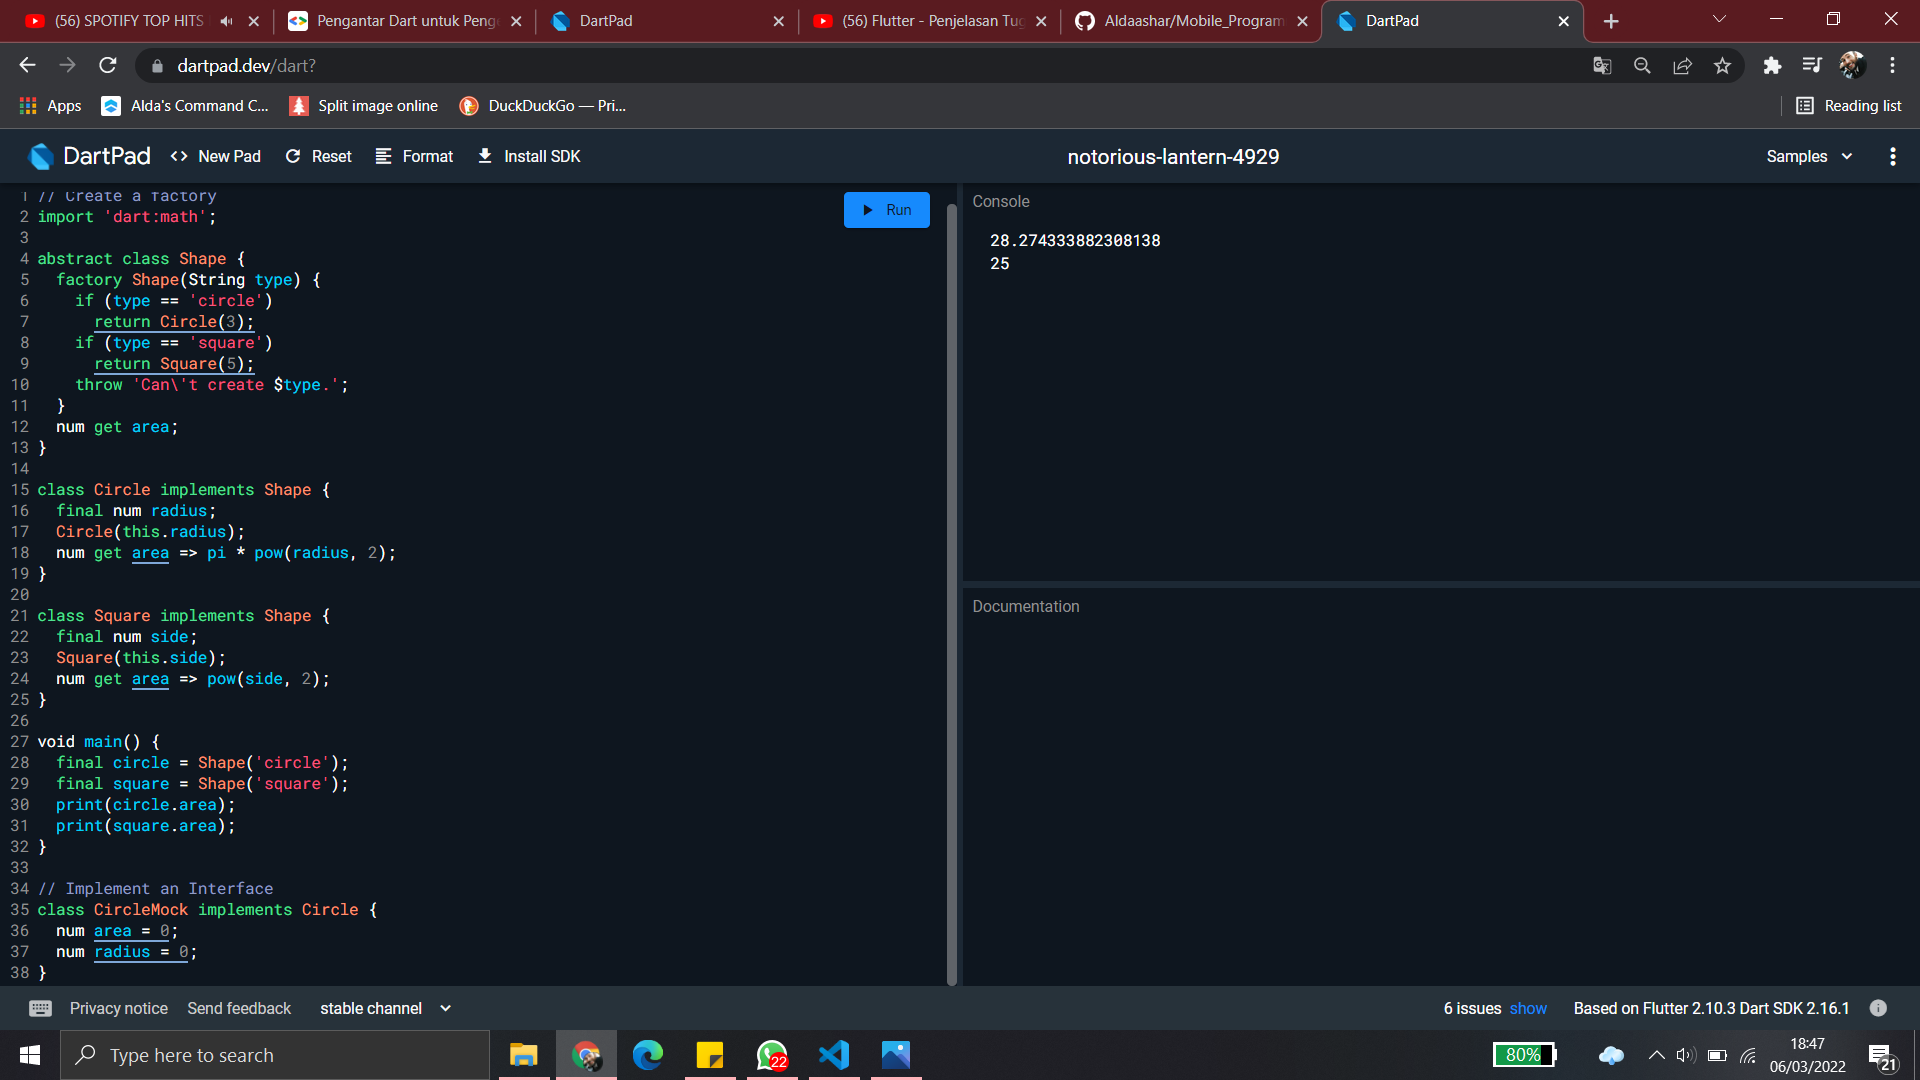 (56) SPOTIFY TOP HITS
Pengantar Dart untuk Peng
DartPad
(56) Flutter - Penjelasan Tug
Aldaashar/Mobile_Program
DartPad
dartpad.dev/dart?
Apps
Alda's Command C...
Split image online
DuckDuckGo — Pri...
Reading list
DartPad
<> New Pad
Reset
Format
Install SDK
notorious-lantern-4929
Samples
1 // Create a factory
2 import 'dart:math';
3
4 abstract class Shape {
5   factory Shape(String type) {
6     if (type == 'circle')
7       return Circle(3);
8     if (type == 'square')
9       return Square(5);
10     throw 'Can\'t create $type.';
11   }
12   num get area;
13 }
14
15 class Circle implements Shape {
16   final num radius;
17   Circle(this.radius);
18   num get area => pi * pow(radius, 2);
19 }
20
21 class Square implements Shape {
22   final num side;
23   Square(this.side);
24   num get area => pow(side, 2);
25 }
26
27 void main() {
28   final circle = Shape('circle');
29   final square = Shape('square');
30   print(circle.area);
31   print(square.area);
32 }
33
34 // Implement an Interface
35 class CircleMock implements Circle {
36   num area = 0;
37   num radius = 0;
38 }
Run
Console
28.274333882308138
25
Documentation
Privacy notice
Send feedback
stable channel
6 issues show
Based on Flutter 2.10.3 Dart SDK 2.16.1
Type here to search
22
80%
18:47
06/03/2022
21